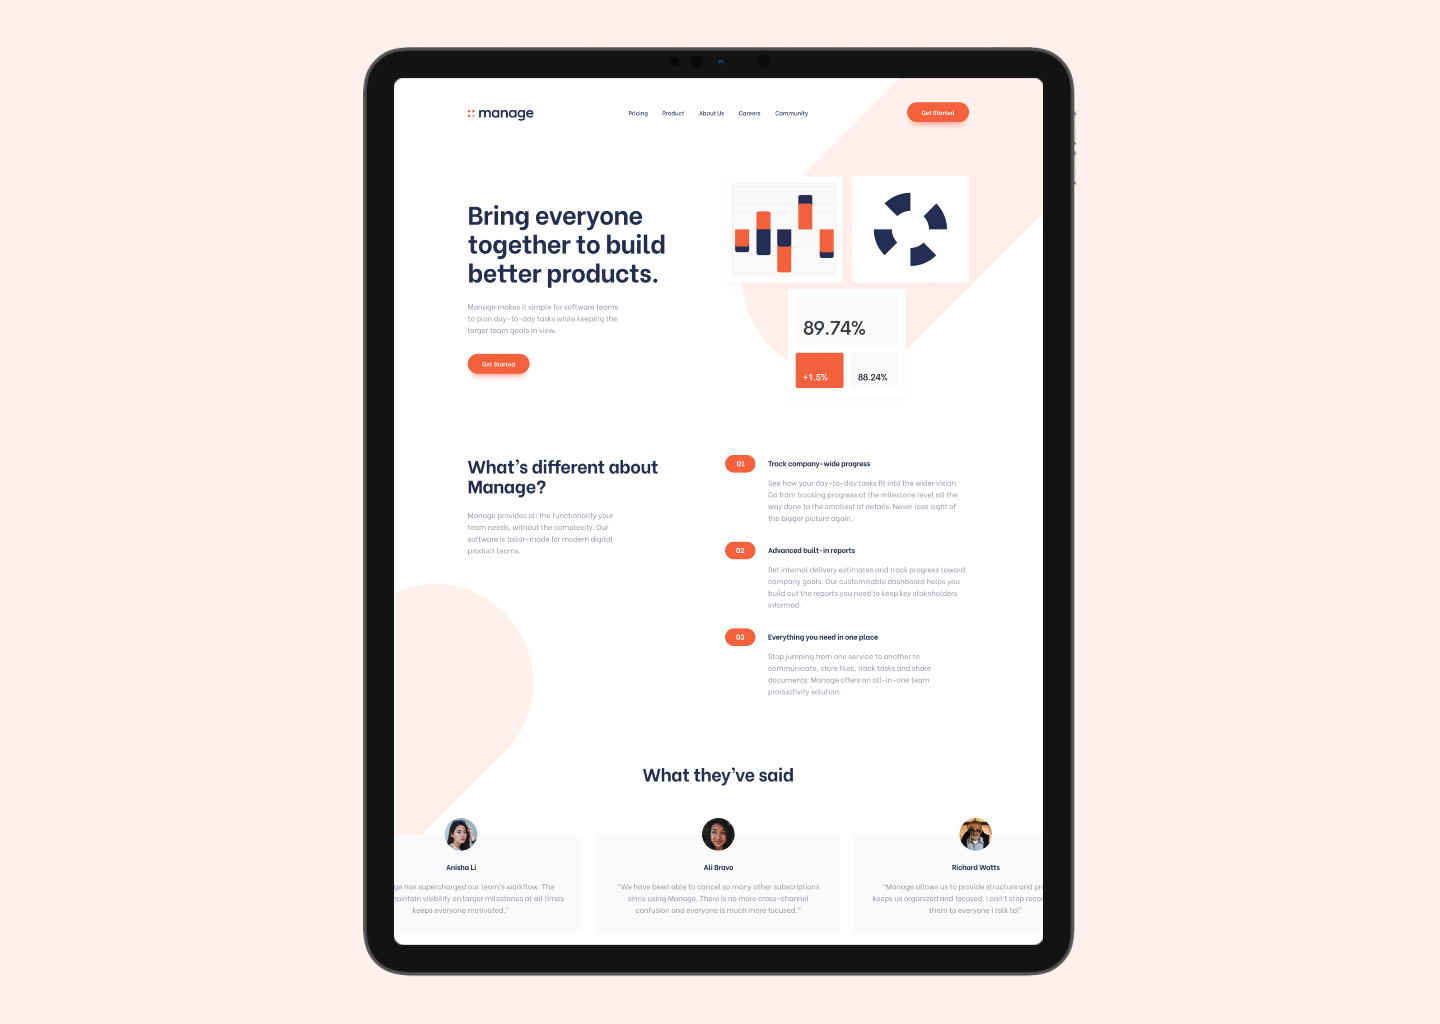 manage
Pricing Product About Us Careers Community
Get Started
Bring everyone
together to build
better products.
Manage makes it simple for software teams
to plan day-to-day tasks while keeping the
larger team goals in view.
Get Started
89.74%
+1.5%
88.24%
What’s different about
Manage?
Manage provides all the functionality your
team needs, without the complexity. Our
software is tailor-made for modern digital
product teams.
01
Track company-wide progress
See how your day-to-day tasks fit into the wider vision.
Go from tracking progress at the milestone level all the
way done to the smallest of details. Never lose sight of
the bigger picture again.
02
Advanced built-in reports
Set internal delivery estimates and track progress toward
company goals. Our customisable dashboard helps you
build out the reports you need to keep key stakeholders
informed.
03
Everything you need in one place
Stop jumping from one service to another to
communicate, store files, track tasks and share
documents. Manage offers an all-in-one team
productivity solution.
What they’ve said
Anisha Li
has supercharged our team’s workflow. The
maintain visibility on larger milestones at all times
keeps everyone motivated.”
Ali Bravo
“We have been able to cancel so many other subscriptions
since using Manage. There is no more cross-channel
confusion and everyone is much more focused.”
Richard Watts
“Manage allows us to provide structure and
keeps us organized and focused. I can’t stop
them to everyone I talk to!”